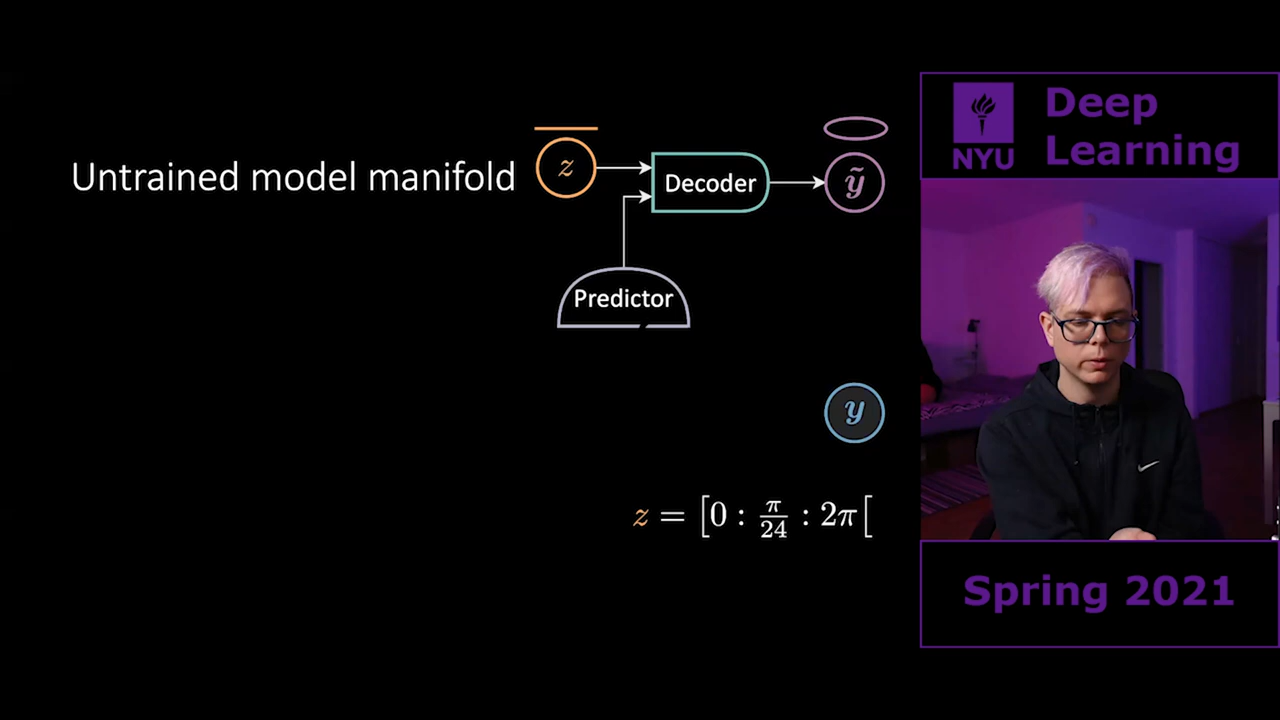 Untrained model manifold
z
Decoder
ỹ
Predictor
y
z = [0 : π/24 : 2π[
NYU
Deep
Learning
Spring 2021